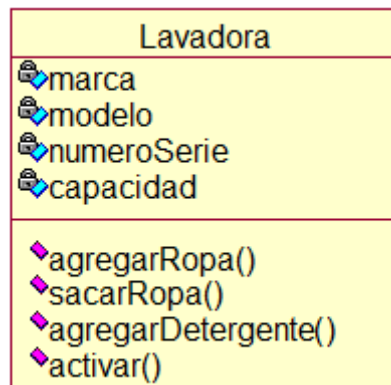 Lavadora
marca
modelo
numeroSerie
capacidad
agregarRopa()
sacarRopa()
agregarDetergente()
activar()